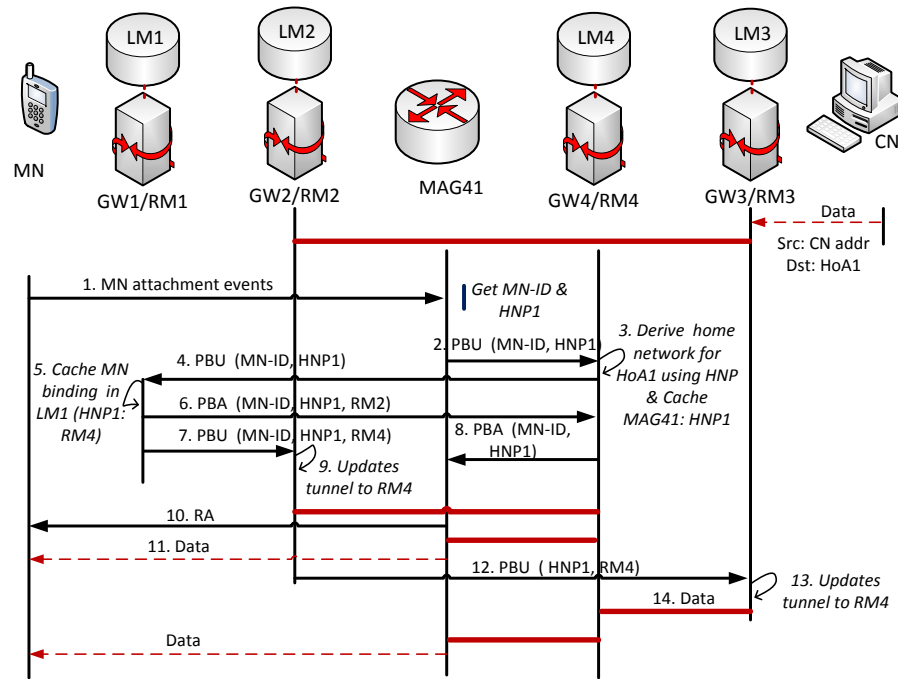 LM1
LM2
LM4
LM3
MN
GW1/RM1
GW2/RM2
MAG41
GW4/RM4
GW3/RM3
CN
Data
Src: CN addr
Dst: HoA1
1. MN attachment events
Get MN-ID &
HNP1
2. PBU (MN-ID, HNP1)
3. Derive home
network for
HoA1 using HNP
& Cache
MAG41: HNP1
4. PBU (MN-ID, HNP1)
5. Cache MN
binding in
LM1 (HNP1:
RM4)
6. PBA (MN-ID, HNP1, RM2)
7. PBU (MN-ID, HNP1, RM4)
8. PBA (MN-ID,
HNP1)
9. Updates
tunnel to RM4
10. RA
11. Data
12. PBU ( HNP1, RM4)
13. Updates
tunnel to RM4
14. Data
Data